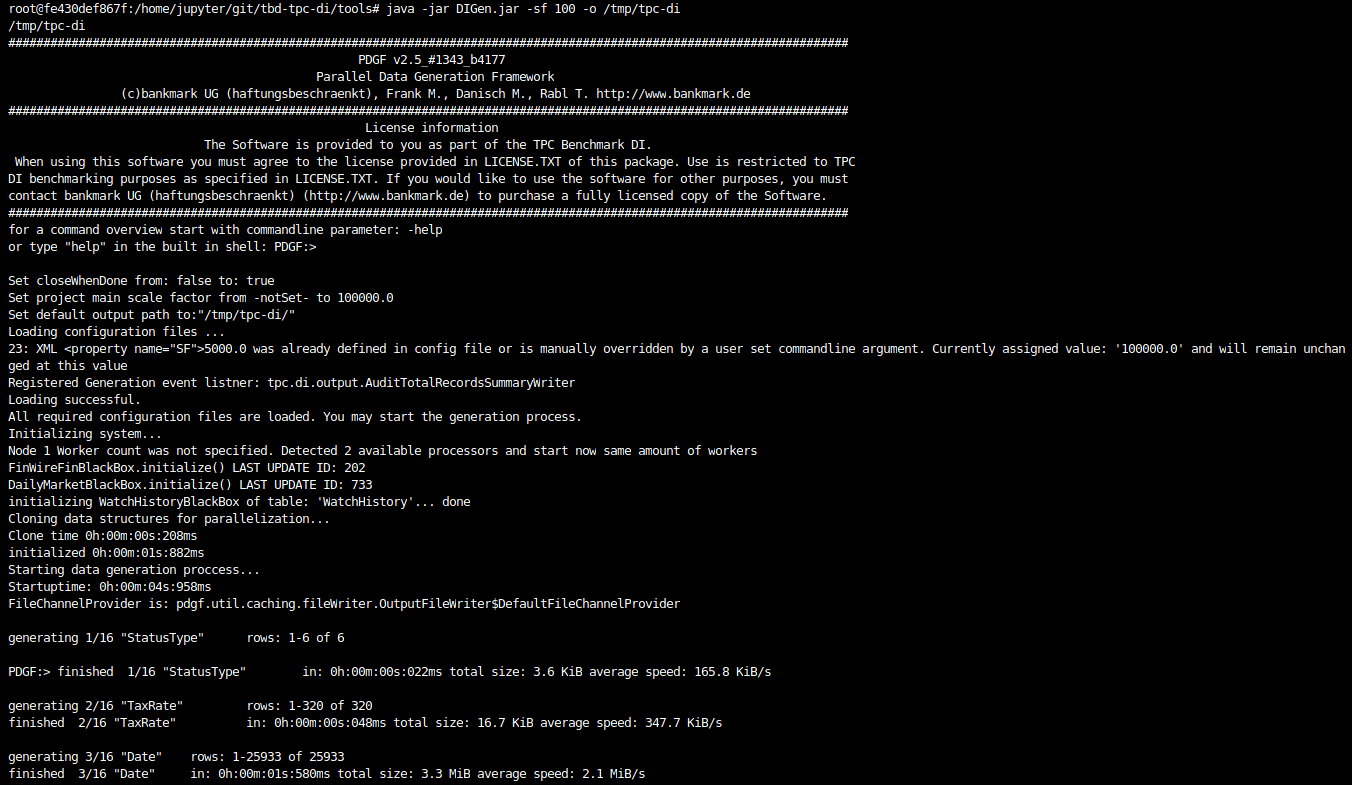 root@fe430def867f:/home/jupyter/git/tbd-tpc-di/tools# java -jar DIGen.jar -sf 100 -o /tmp/tpc-di
/tmp/tpc-di
########################################################################################################################
PDGF v2.5_#1343_b4177
Parallel Data Generation Framework
(c)bankmark UG (haftungsbeschraenkt), Frank M., Danisch M., Rabl T. http://www.bankmark.de
########################################################################################################################
License information
The Software is provided to you as part of the TPC Benchmark DI.
When using this software you must agree to the license provided in LICENSE.TXT of this package. Use is restricted to TPC
DI benchmarking purposes as specified in LICENSE.TXT. If you would like to use the software for other purposes, you must
contact bankmark UG (haftungsbeschraenkt) (http://www.bankmark.de) to purchase a fully licensed copy of the Software.
########################################################################################################################
for a command overview start with commandline parameter: -help
or type "help" in the built in shell: PDGF:>
Set closeWhenDone from: false to: true
Set project main scale factor from -notSet- to 100000.0
Set default output path to:"/tmp/tpc-di/"
Loading configuration files ...
23: XML <property name="SF">5000.0 was already defined in config file or is manually overridden by a user set commandline argument. Currently assigned value: '100000.0' and will remain unchan
ged at this value
Registered Generation event listner: tpc.di.output.AuditTotalRecordsSummaryWriter
Loading successful.
All required configuration files are loaded. You may start the generation process.
Initializing system...
Node 1 Worker count was not specified. Detected 2 available processors and start now same amount of workers
FinWireFinBlackBox.initialize() LAST UPDATE ID: 202
DailyMarketBlackBox.initialize() LAST UPDATE ID: 733
initializing WatchHistoryBlackBox of table: 'WatchHistory'... done
Cloning data structures for parallelization...
Clone time 0h:00m:00s:208ms
initialized 0h:00m:01s:882ms
Starting data generation proccess...
Startuptime: 0h:00m:04s:958ms
FileChannelProvider is: pdgf.util.caching.fileWriter.OutputFileWriter$DefaultFileChannelProvider
generating 1/16 "StatusType"      rows: 1-6 of 6
PDGF:> finished  1/16 "StatusType"        in: 0h:00m:00s:022ms total size: 3.6 KiB average speed: 165.8 KiB/s
generating 2/16 "TaxRate"         rows: 1-320 of 320
finished  2/16 "TaxRate"          in: 0h:00m:00s:048ms total size: 16.7 KiB average speed: 347.7 KiB/s
generating 3/16 "Date"    rows: 1-25933 of 25933
finished  3/16 "Date"     in: 0h:00m:01s:580ms total size: 3.3 MiB average speed: 2.1 MiB/s